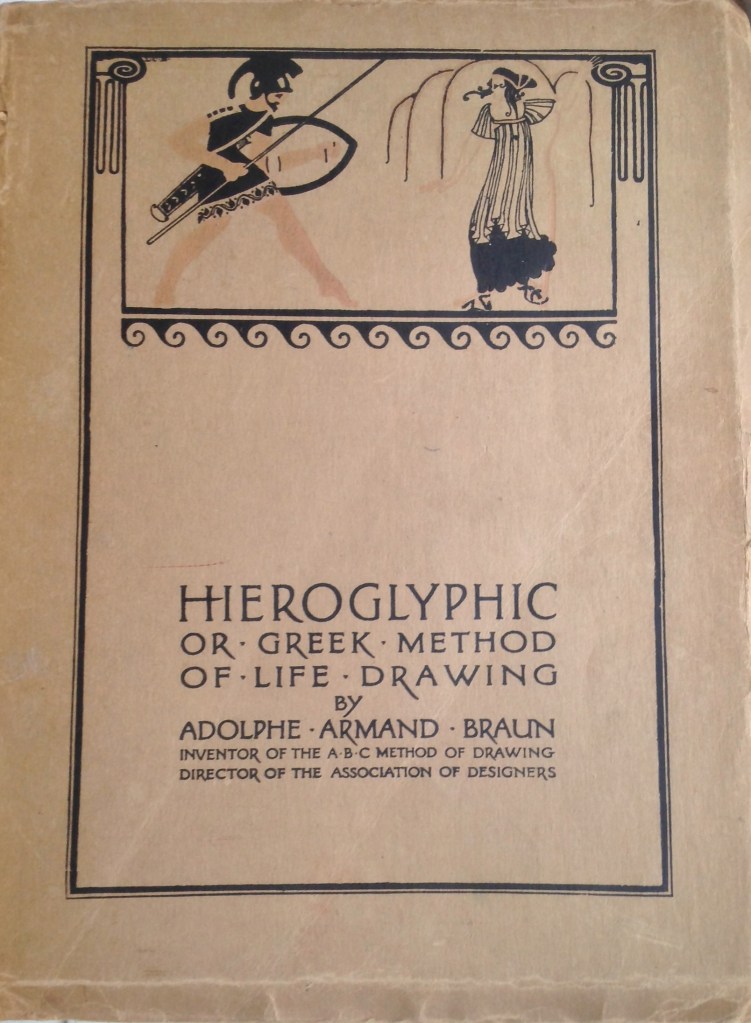 HIEROGLYPHIC
OR · GREEK · METHOD
OF · LIFE · DRAWING
BY
ADOLPHE · ARMAND · BRAUN
INVENTOR OF THE A·B·C METHOD OF DRAWING
DIRECTOR OF THE ASSOCIATION OF DESIGNERS